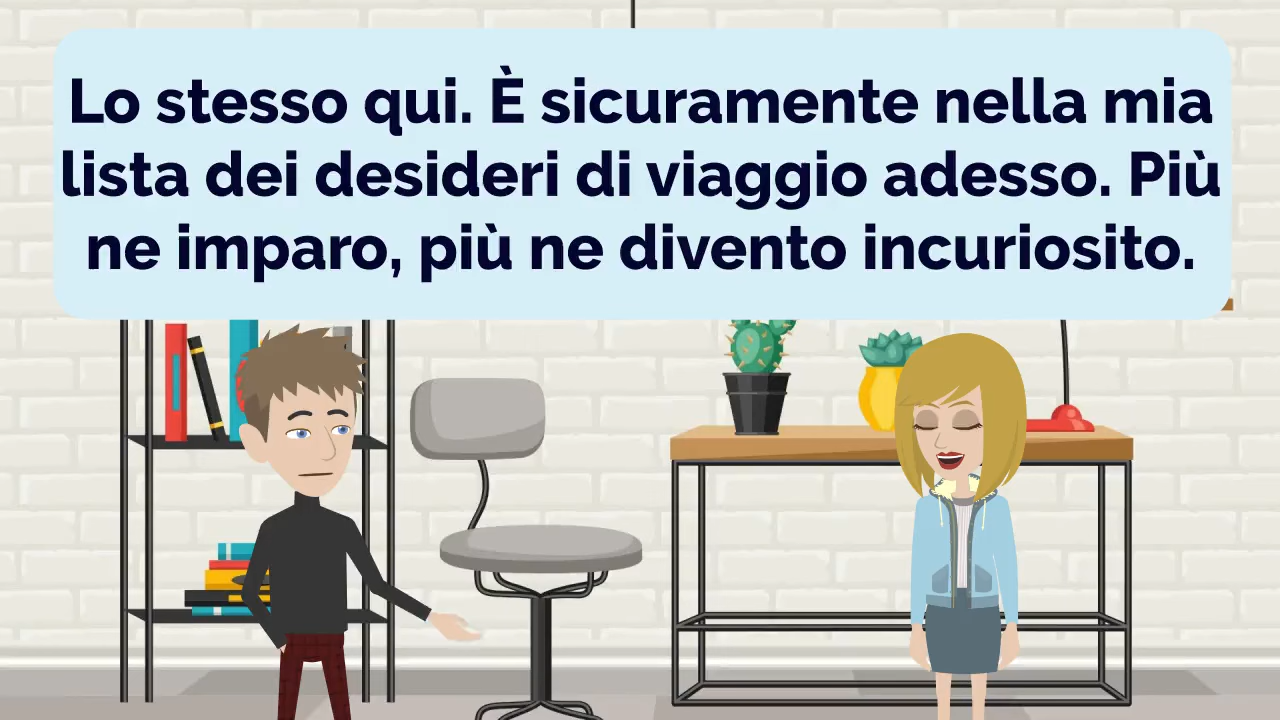 Lo stesso qui. È sicuramente nella mia
lista dei desideri di viaggio adesso. Più
ne imparo, più ne divento incuriosito.